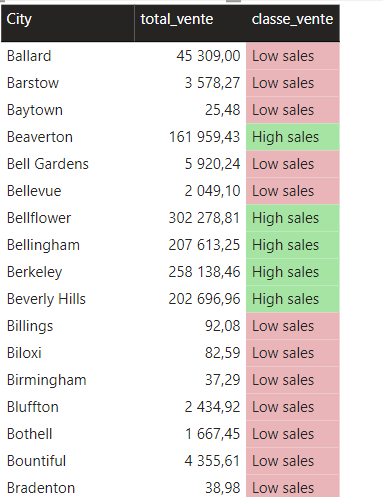 City total_vente classe_vente
Ballard 45 309,00 Low sales
Barstow 3 578,27 Low sales
Baytown 25,48 Low sales
Beaverton 161 959,43 High sales
Bell Gardens 5 920,24 Low sales
Bellevue 2 049,10 Low sales
Bellflower 302 278,81 High sales
Bellingham 207 613,25 High sales
Berkeley 258 138,46 High sales
Beverly Hills 202 696,96 High sales
Billings 92,08 Low sales
Biloxi 82,59 Low sales
Birmingham 37,29 Low sales
Bluffton 2 434,92 Low sales
Bothell 1 667,45 Low sales
Bountiful 4 355,61 Low sales
Bradenton 38,98 Low sales